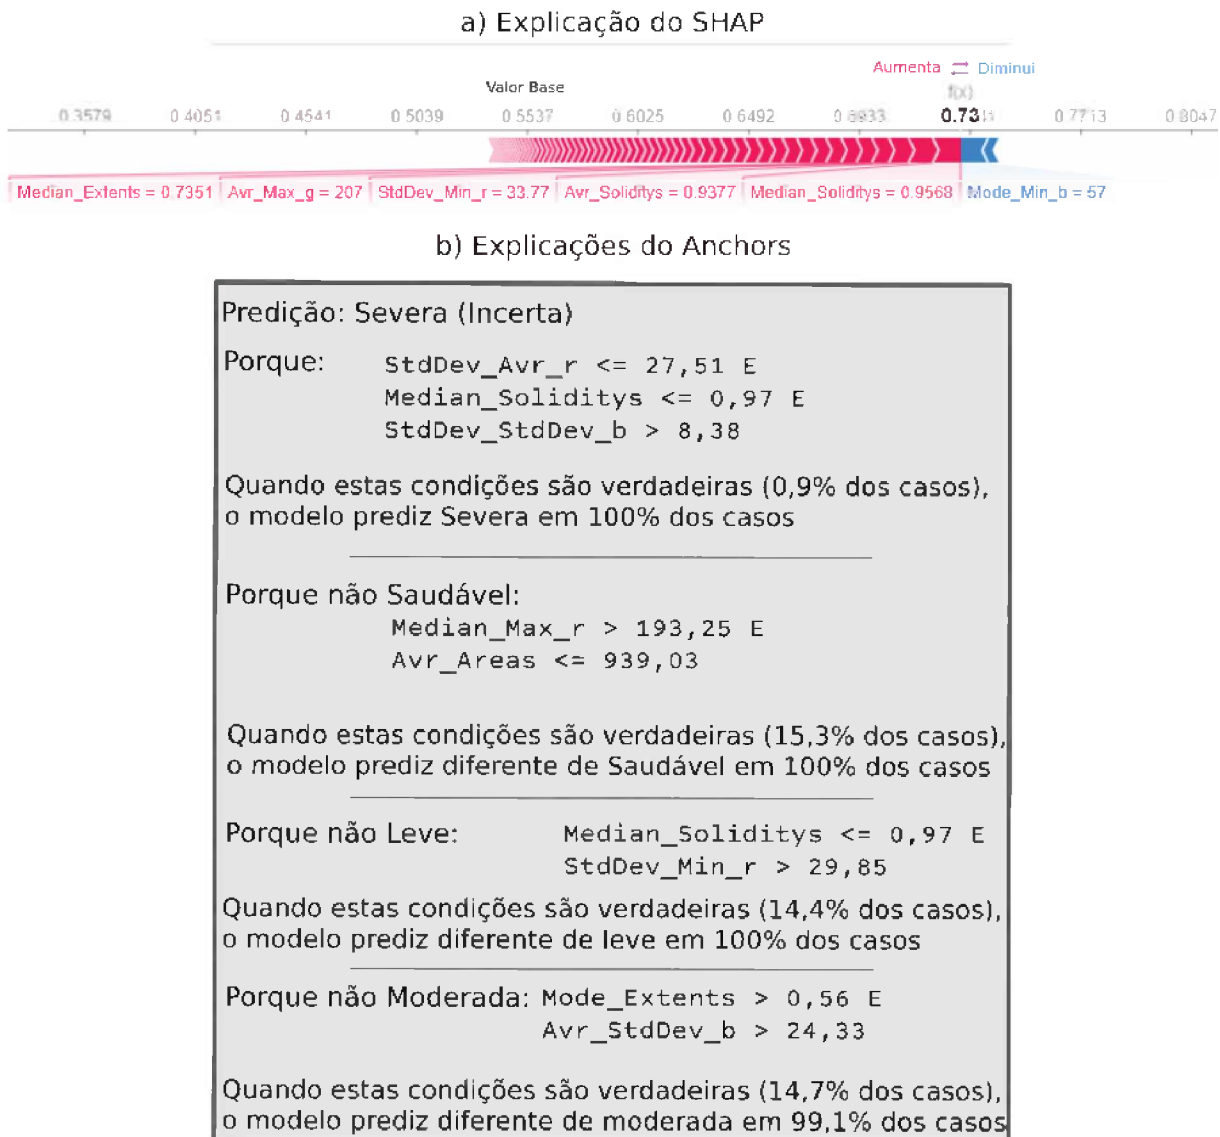 a) Explicação do SHAP
Aumenta Diminui
Valor Base f(x)
0.3579 0.4051 0.4541 0.5039 0.5537 0.6025 0.6492 0.6933 0.73 0.7713 0.8047
Median_Extents = 0.7351 Avr_Max_g = 207 StdDev_Min_r = 33.77 Avr_Soliditys = 0.9377 Median_Soliditys = 0.9568 Mode_Min_b = 57
b) Explicações do Anchors
Predição: Severa (Incerta)
Porque: StdDev_Avr_r <= 27,51 E
Median_Soliditys <= 0,97 E
StdDev_StdDev_b > 8,38
Quando estas condições são verdadeiras (0,9% dos casos),
o modelo prediz Severa em 100% dos casos
Porque não Saudável:
Median_Max_r > 193,25 E
Avr_Areas <= 939,03
Quando estas condições são verdadeiras (15,3% dos casos),
o modelo prediz diferente de Saudável em 100% dos casos
Porque não Leve: Median_Soliditys <= 0,97 E
StdDev_Min_r > 29,85
Quando estas condições são verdadeiras (14,4% dos casos),
o modelo prediz diferente de leve em 100% dos casos
Porque não Moderada: Mode_Extents > 0,56 E
Avr_StdDev_b > 24,33
Quando estas condições são verdadeiras (14,7% dos casos),
o modelo prediz diferente de moderada em 99,1% dos casos